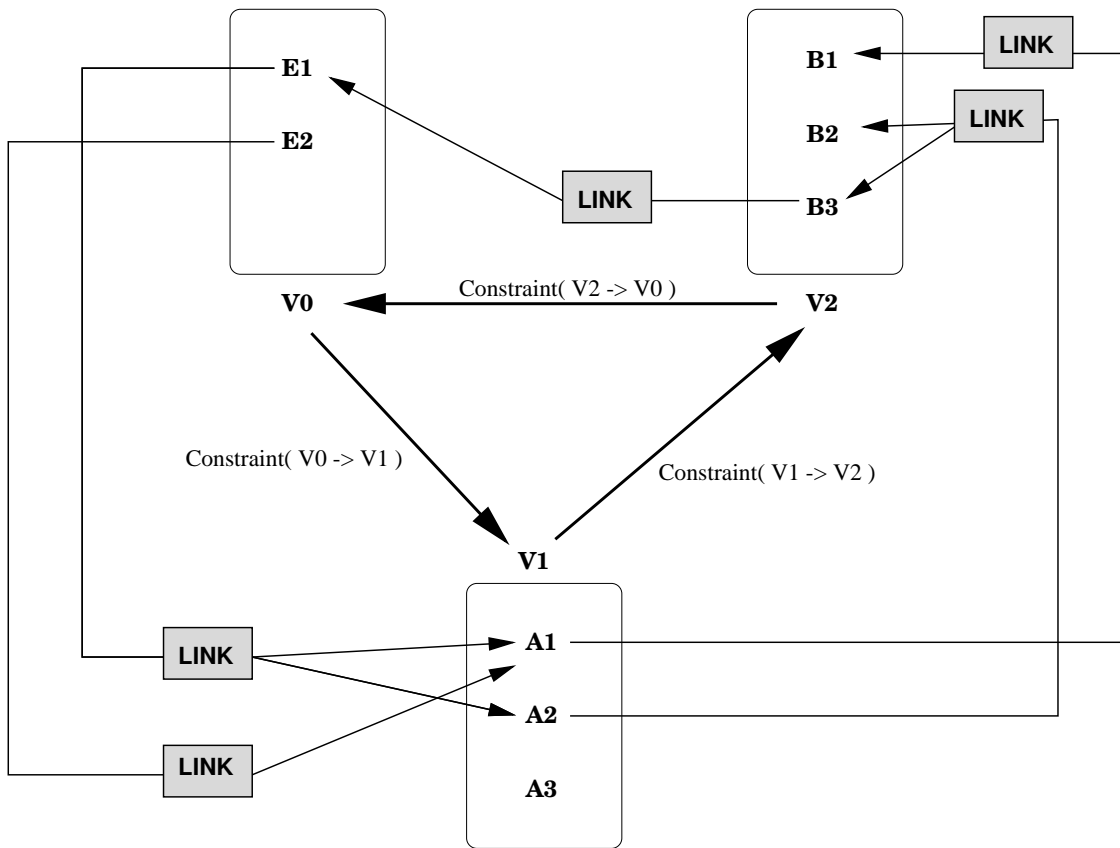 LINK
E1
B1
LINK
B2
E2
LINK
B3
Constraint( V2 -> V0 )
V0
V2
Constraint( V0 -> V1 )
Constraint( V1 -> V2 )
V1
A1
LINK
A2
LINK
A3